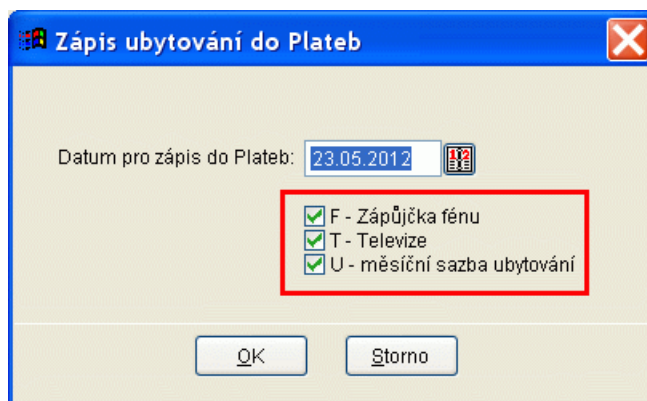 Zápis ubytování do Plateb
Datum pro zápis do Plateb: 23.05.2012
F - Zápůjčka fénu
T - Televize
U - měsíční sazba ubytování
OK Storno